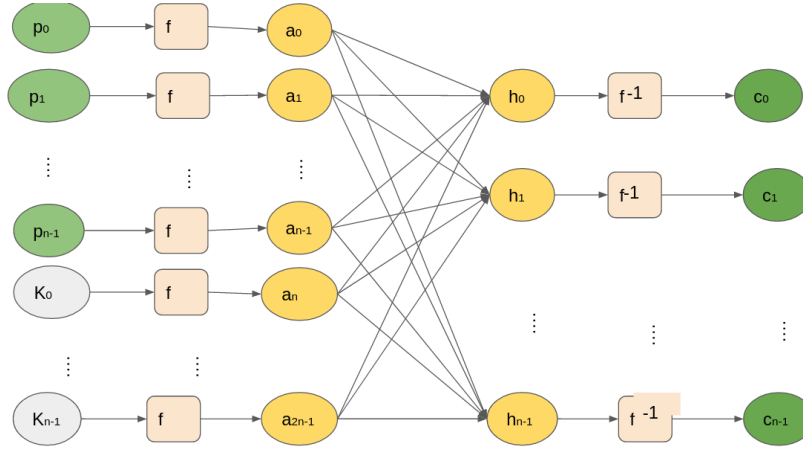 p₀ f a₀
p₁ f a₁ h₀ f⁻¹ c₀
pₙ₋₁ f aₙ₋₁ h₁ f⁻¹ c₁
K₀ f aₙ
Kₙ₋₁ f a₂ₙ₋₁ hₙ₋₁ f⁻¹ cₙ₋₁